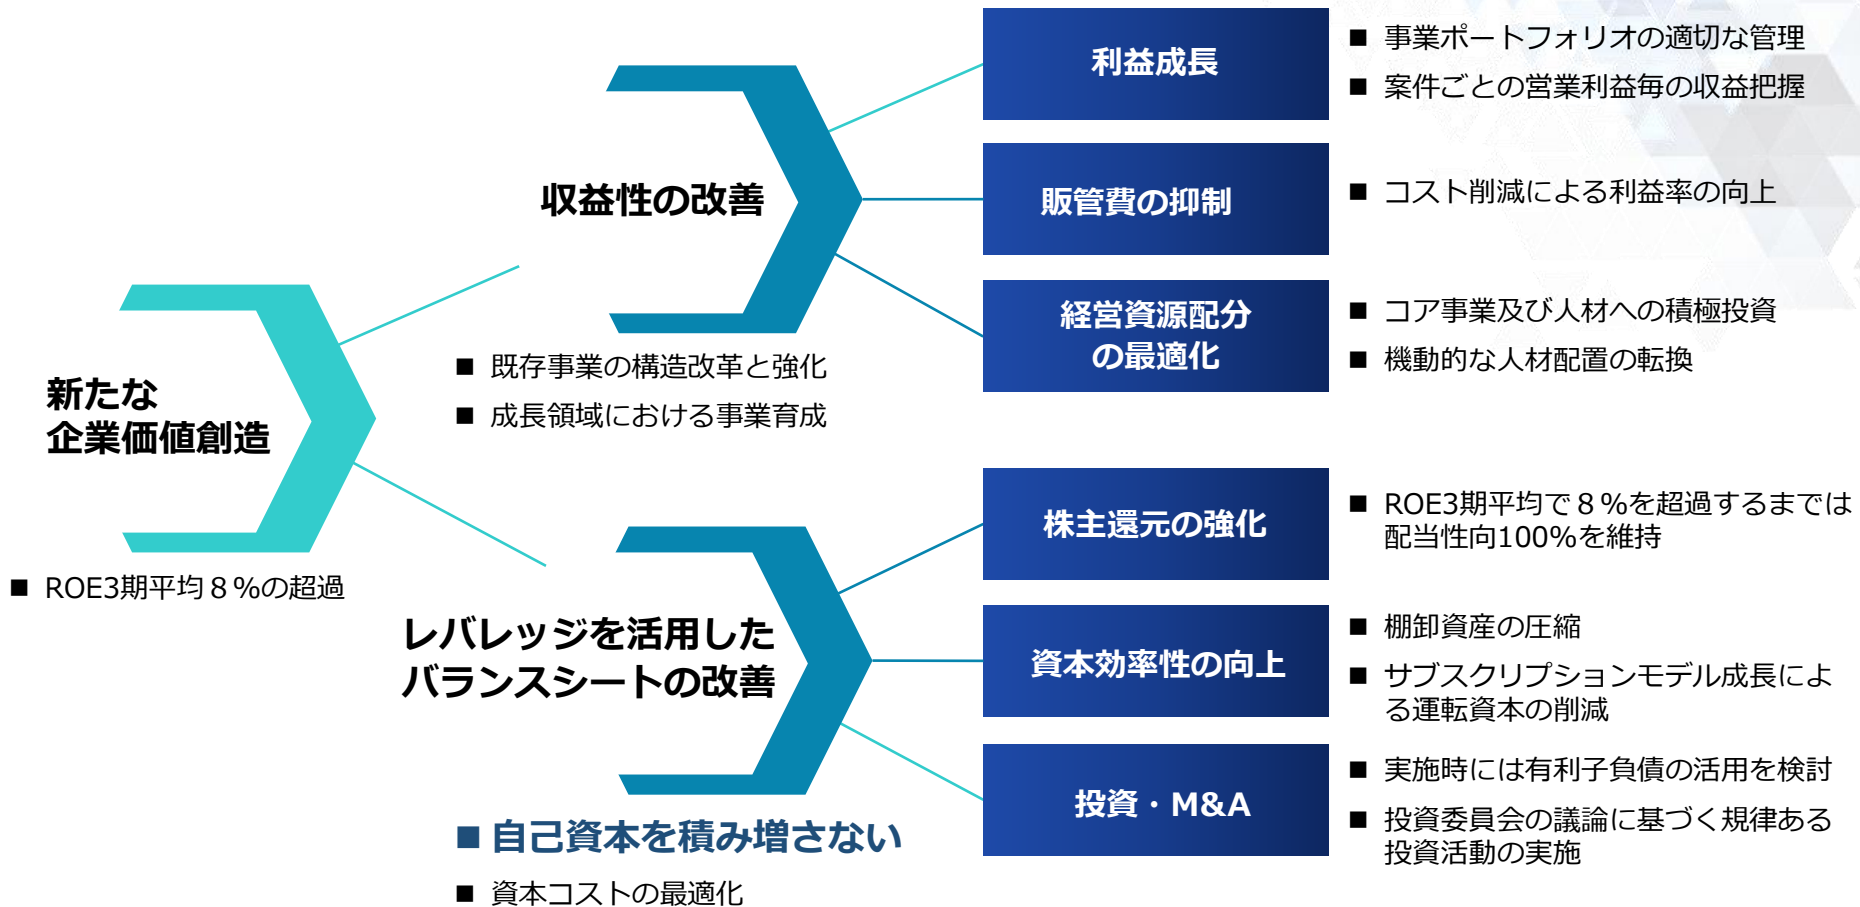 新たな
企業価値創造
■ ROE3期平均８%の超過
収益性の改善
■ 既存事業の構造改革と強化
■ 成長領域における事業育成
利益成長
■ 事業ポートフォリオの適切な管理
■ 案件ごとの営業利益毎の収益把握
販管費の抑制
■ コスト削減による利益率の向上
経営資源配分
の最適化
■ コア事業及び人材への積極投資
■ 機動的な人材配置の転換
レバレッジを活用した
バランスシートの改善
■ 自己資本を積み増さない
■ 資本コストの最適化
株主還元の強化
■ ROE3期平均で８%を超過するまでは
配当性向100%を維持
資本効率性の向上
■ 棚卸資産の圧縮
■ サブスクリプションモデル成長によ
る運転資本の削減
投資・M&A
■ 実施時には有利子負債の活用を検討
■ 投資委員会の議論に基づく規律ある
投資活動の実施